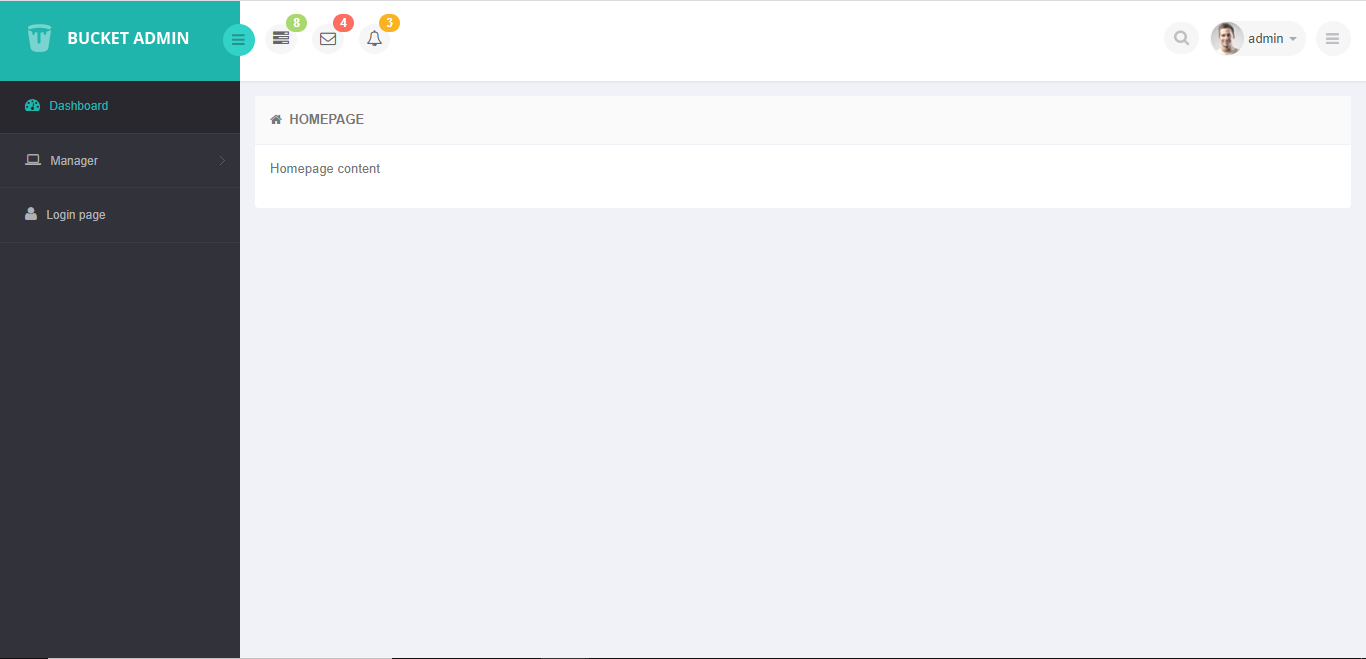 BUCKET ADMIN
8
4
3
admin
Dashboard
Manager
Login page
HOMEPAGE
Homepage content